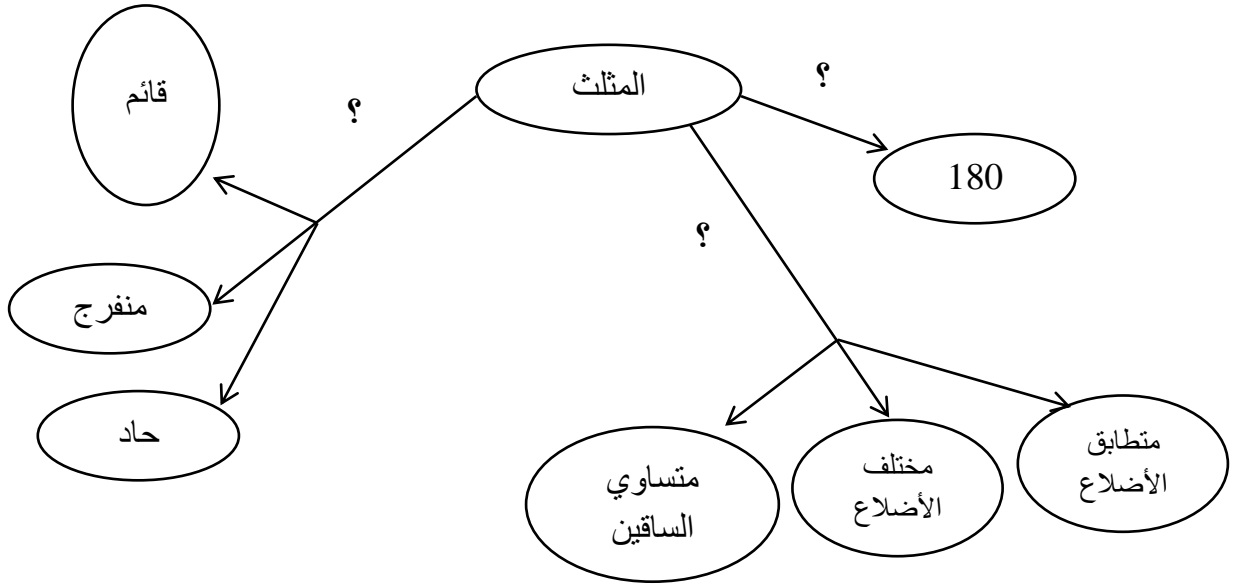 المثلث
؟
؟
؟
180
قائم
منفرج
حاد
متطابق
الأضلاع
مختلف
الأضلاع
متساوي
الساقين